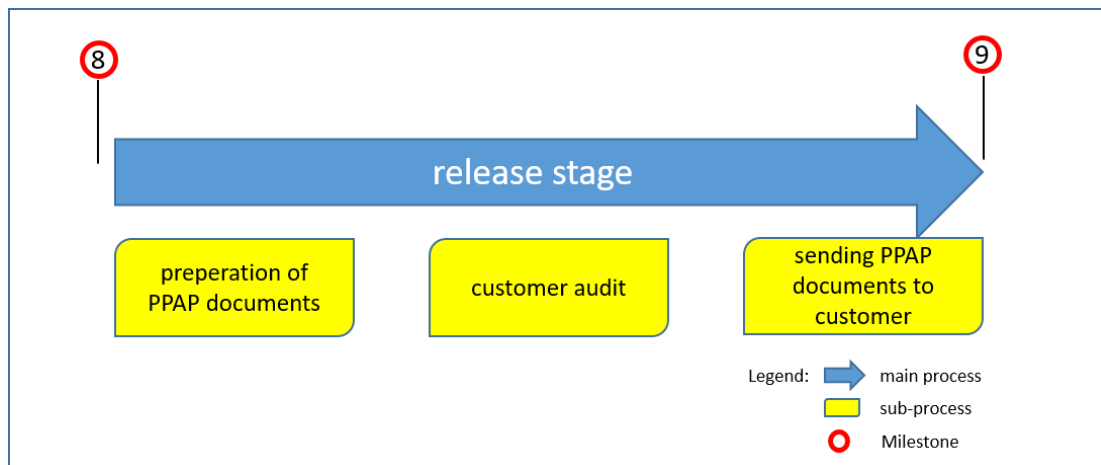 8
9
release stage
preperation of
PPAP documents
customer audit
sending PPAP
documents to
customer
Legend:
main process
sub-process
Milestone